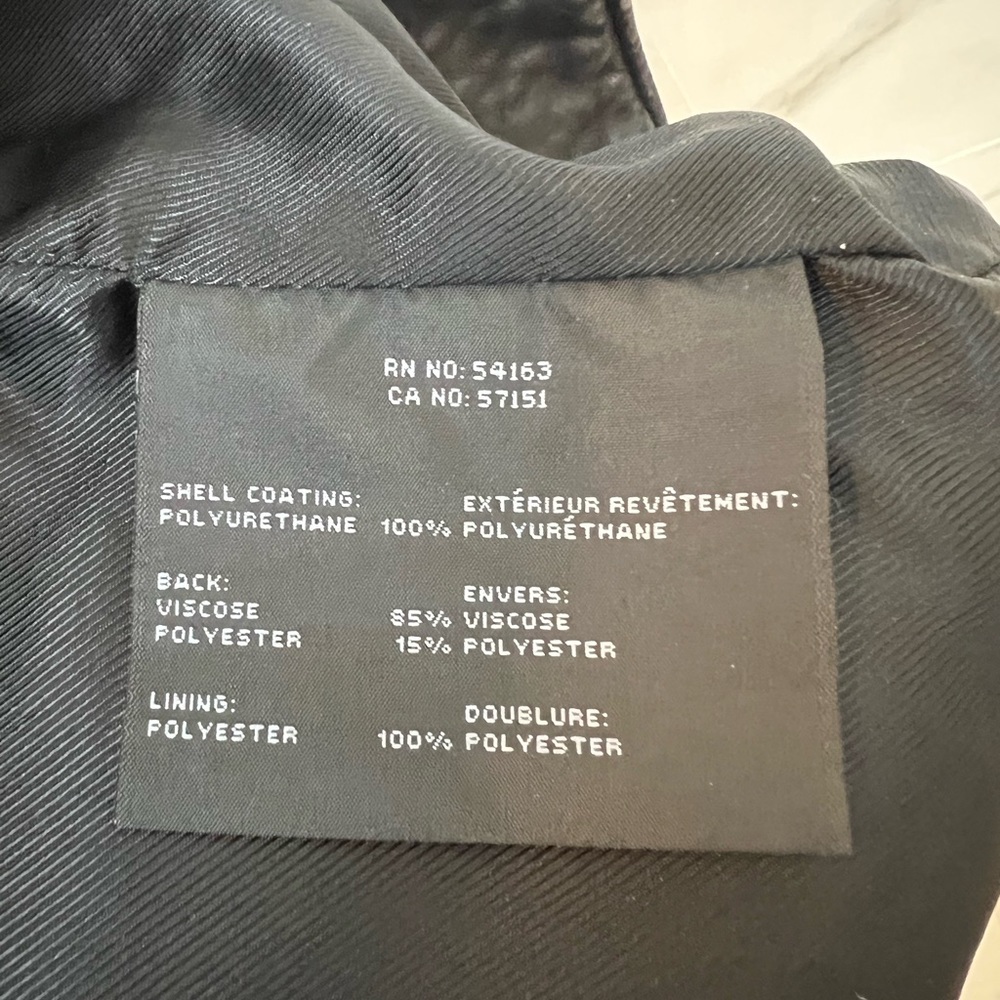 RN NO: 54163
CA NO: 57151
SHELL COATING:
POLYURETHANE 100%
EXTÉRIEUR REVÊTEMENT:
POLYURÉTHANE
BACK:
VISCOSE 85%
POLYESTER 15%
ENVERS:
VISCOSE
POLYESTER
LINING:
POLYESTER 100%
DOUBLURE:
POLYESTER